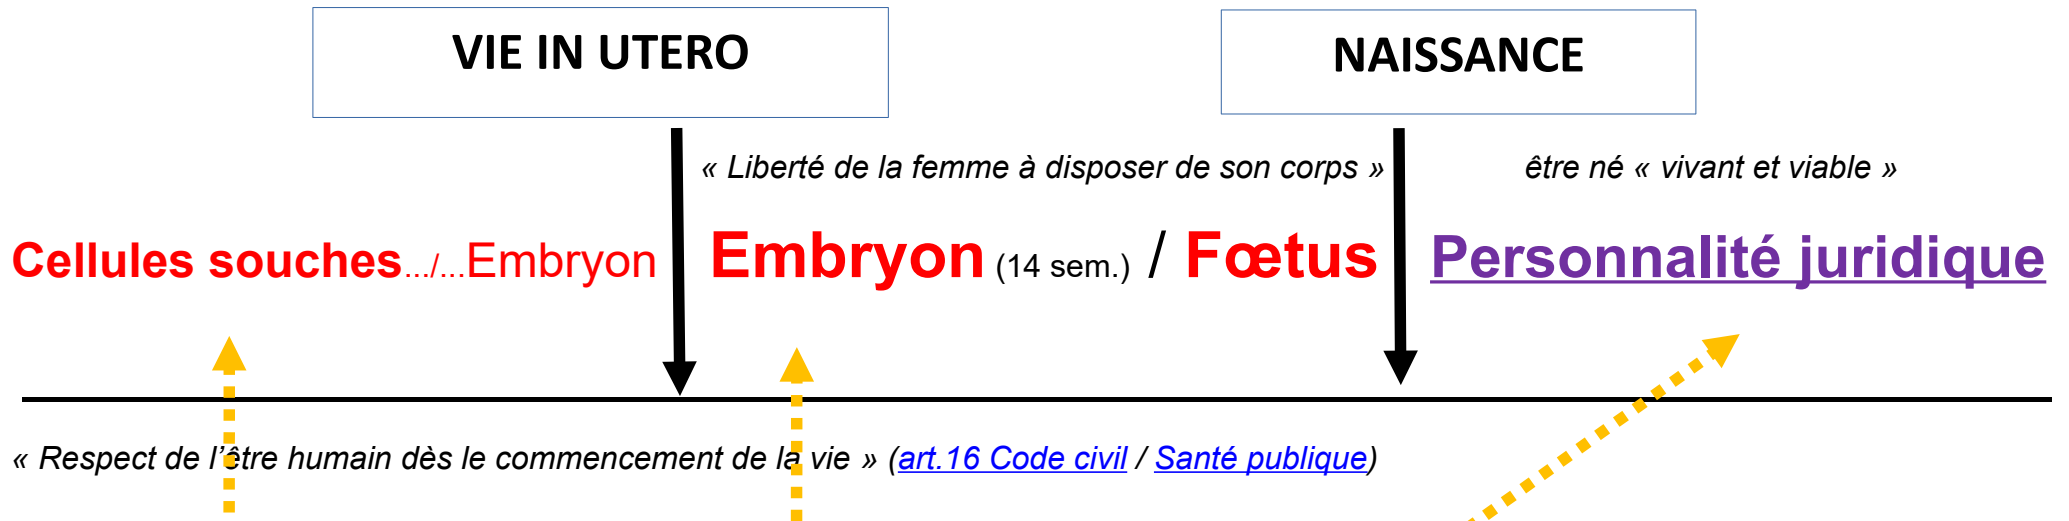 VIE IN UTERO
NAISSANCE
« Liberté de la femme à disposer de son corps »
être né « vivant et viable »
Cellules souches.../...Embryon
Embryon (14 sem.) / Fœtus
Personnalité juridique
« Respect de l’être humain dès le commencement de la vie » (art.16 Code civil / Santé publique)